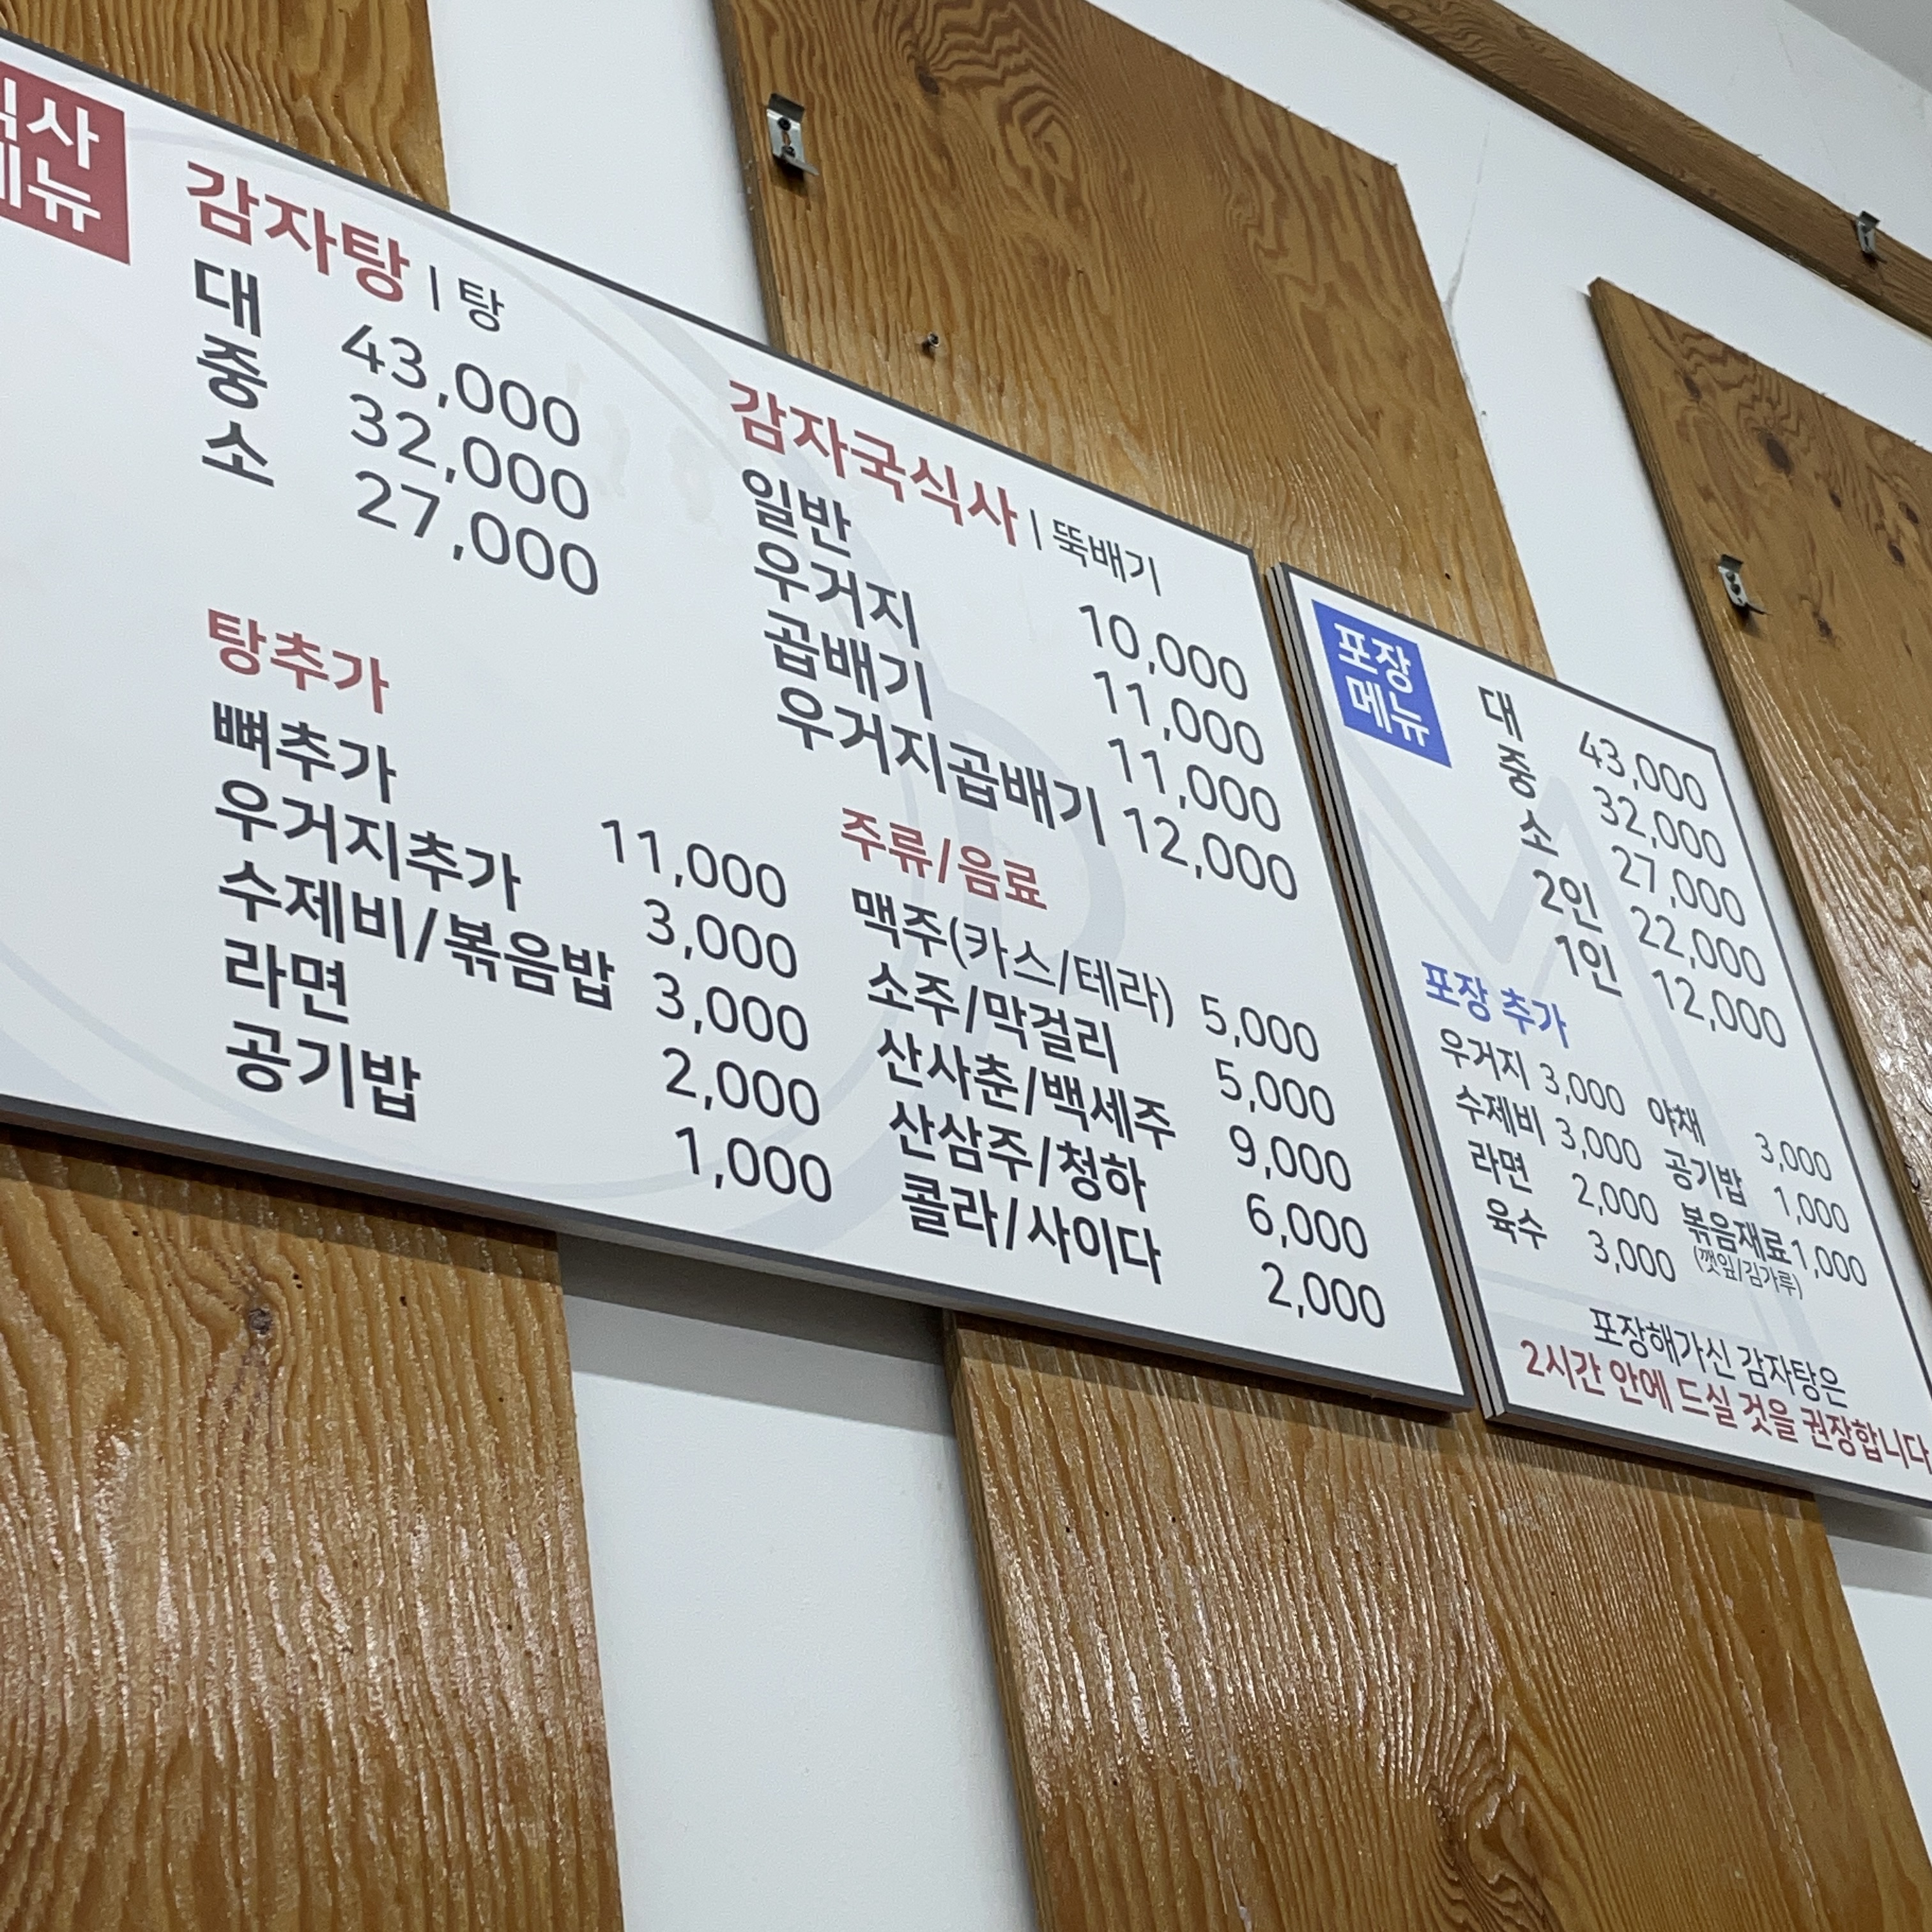 식사
메뉴
감자탕 | 탕
대 43,000
중 32,000
소 27,000
탕추가
뼈추가 11,000
우거지추가 3,000
수제비/볶음밥 3,000
라면 2,000
공기밥 1,000
감자국식사 | 뚝배기
일반 10,000
우거지 11,000
곱배기 11,000
우거지곱배기 12,000
주류/음료
맥주(카스/테라) 5,000
소주/막걸리 5,000
산사춘/백세주 9,000
산삼주/청하 6,000
콜라/사이다 2,000
포장
메뉴
대 43,000
중 32,000
소 27,000
2인 22,000
1인 12,000
포장 추가
우거지 3,000 야채 3,000
수제비 3,000 공기밥 1,000
라면 2,000 볶음재료 1,000
육수 3,000 (깻잎/김가루)
포장해가신 감자탕은
2시간 안에 드실 것을 권장합니다